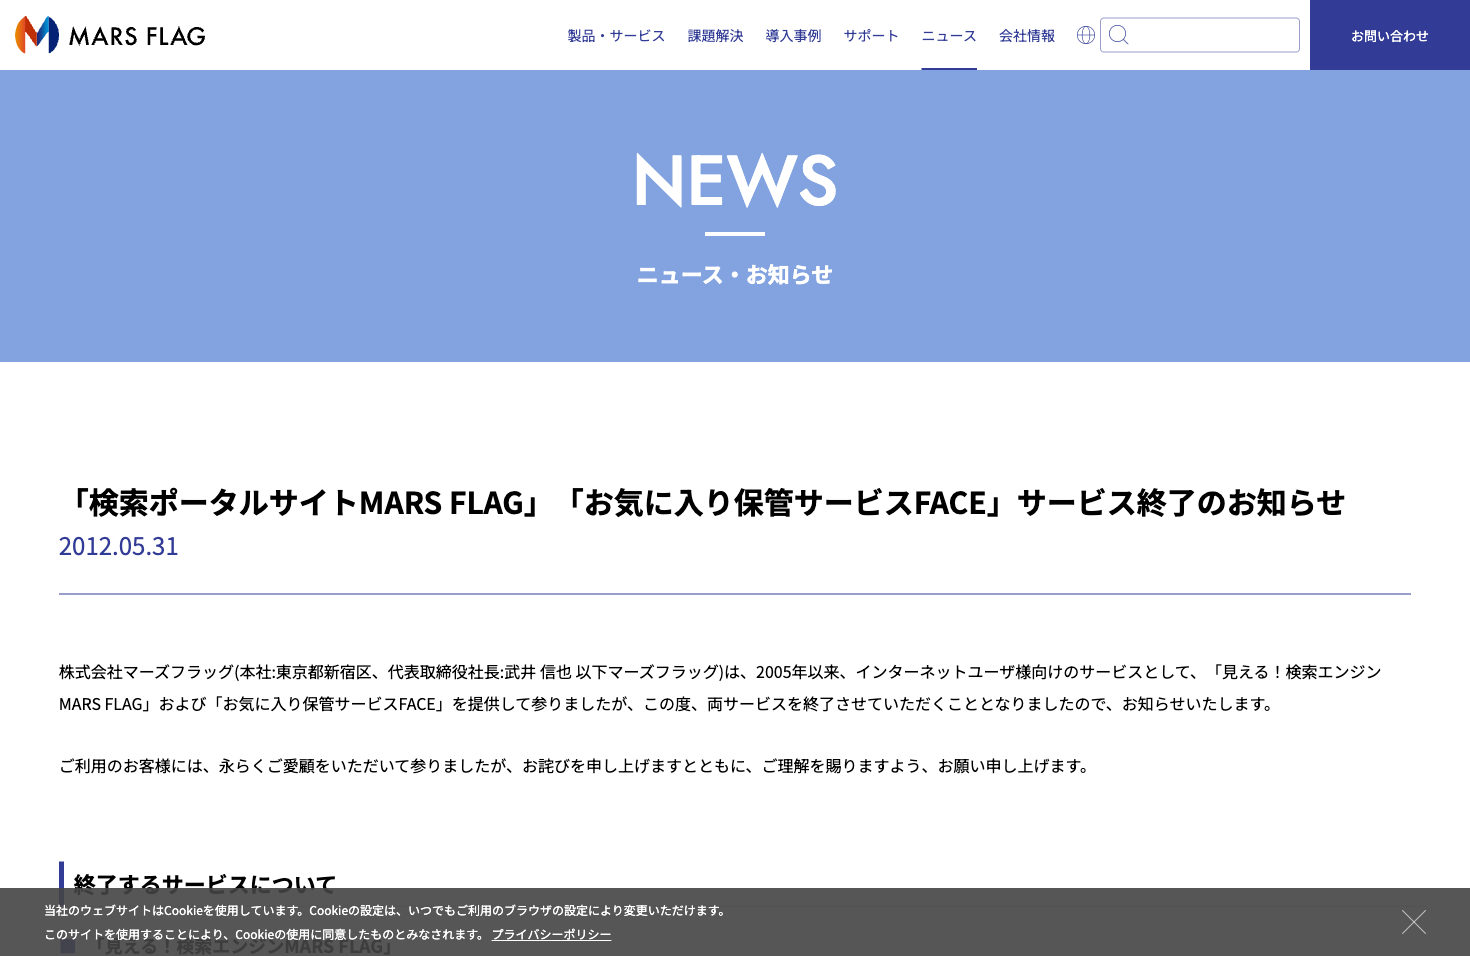 MARS FLAG
製品・サービス 課題解決 導入事例 サポート ニュース 会社情報 お問い合わせ
NEWS
ニュース・お知らせ
「検索ポータルサイトMARS FLAG」「お気に入り保管サービスFACE」サービス終了のお知らせ
2012.05.31
株式会社マーズフラッグ(本社:東京都新宿区、代表取締役社長:武井 信也 以下マーズフラッグ)は、2005年以来、インターネットユーザ様向けのサービスとして、「見える！検索エンジン
MARS FLAG」および「お気に入り保管サービスFACE」を提供して参りましたが、この度、両サービスを終了させていただくこととなりましたので、お知らせいたします。
ご利用のお客様には、永らくご愛顧をいただいて参りましたが、お詫びを申し上げますとともに、ご理解を賜りますよう、お願い申し上げます。
終了するサービスについて
当社のウェブサイトはCookieを使用しています。Cookieの設定は、いつでもご利用のブラウザの設定により変更いただけます。
このサイトを使用することにより、Cookieの使用に同意したものとみなされます。 プライバシーポリシー
「見える！検索エンジンMARS FLAG」